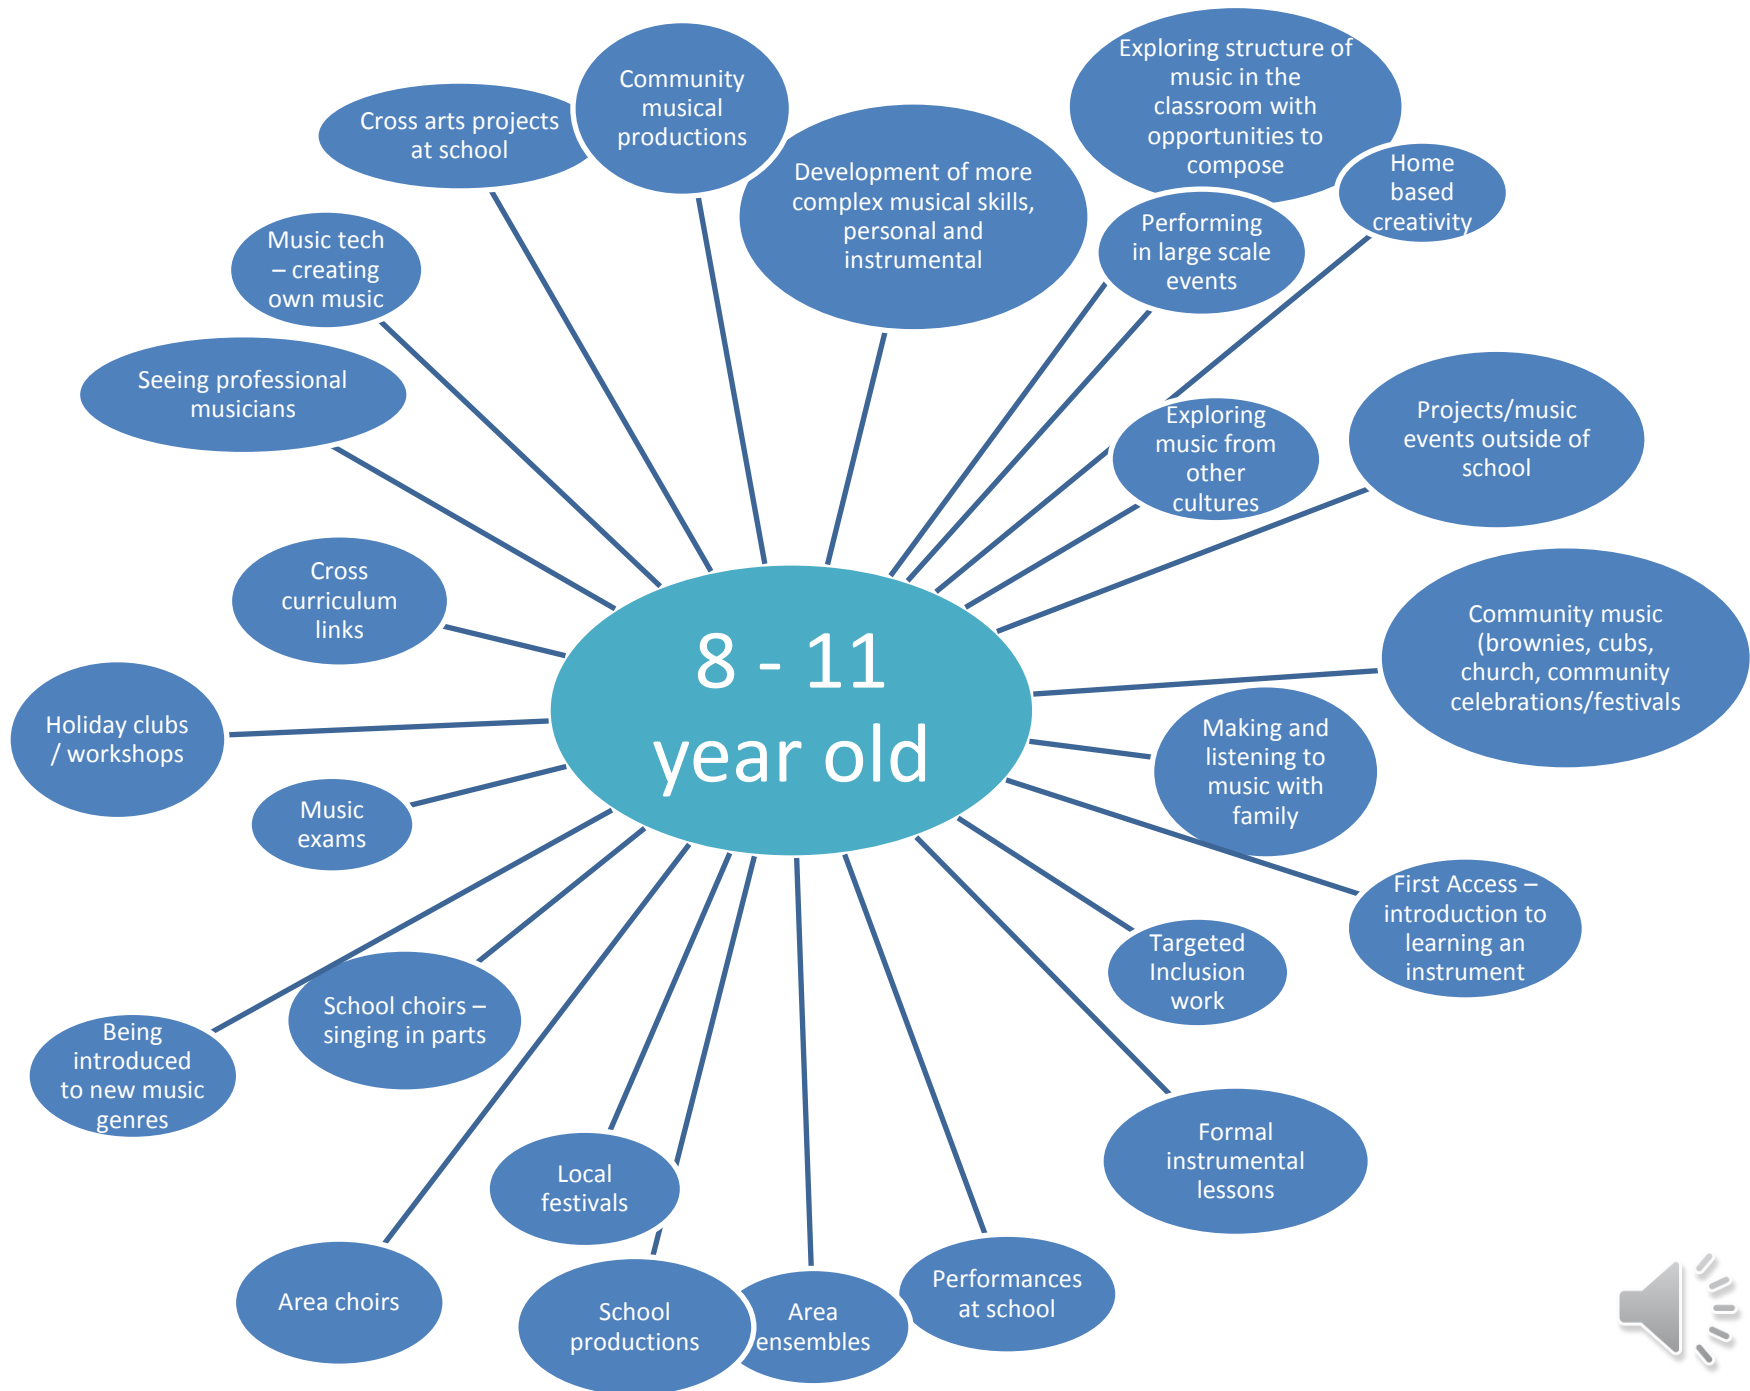 Community
musical
productions
Exploring structure of
music in the
classroom with
opportunities to
compose
Cross arts projects
at school
Development of more
complex musical skills,
personal and
instrumental
Home
based
creativity
Performing
in large scale
events
Music tech
– creating
own music
Seeing professional
musicians
Exploring
music from
other
cultures
Projects/music
events outside of
school
Cross
curriculum
links
8 - 11
year old
Community music
(brownies, cubs,
church, community
celebrations/festivals
Holiday clubs
/ workshops
Making and
listening to
music with
family
Music
exams
First Access –
introduction to
learning an
instrument
Targeted
Inclusion
work
School choirs –
singing in parts
Being
introduced
to new music
genres
Formal
instrumental
lessons
Local
festivals
Area choirs
School
productions
Area
ensembles
Performances
at school